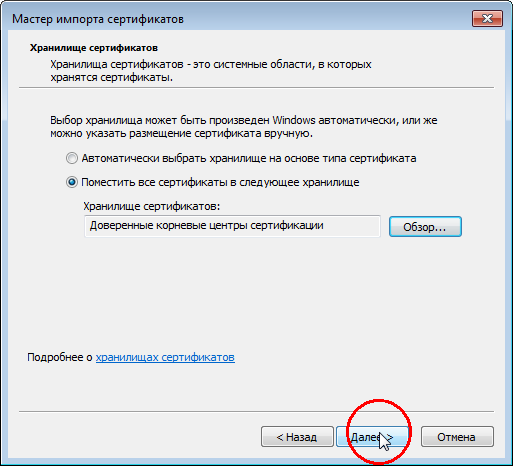 Мастер импорта сертификатов
Хранилище сертификатов
Хранилища сертификатов - это системные области, в которых
хранятся сертификаты.
Выбор хранилища может быть произведен Windows автоматически, или же
можно указать размещение сертификата вручную.
Автоматически выбрать хранилище на основе типа сертификата
Поместить все сертификаты в следующее хранилище
Хранилище сертификатов:
Доверенные корневые центры сертификации
Обзор...
Подробнее о хранилищах сертификатов
< Назад
Далее >
Отмена